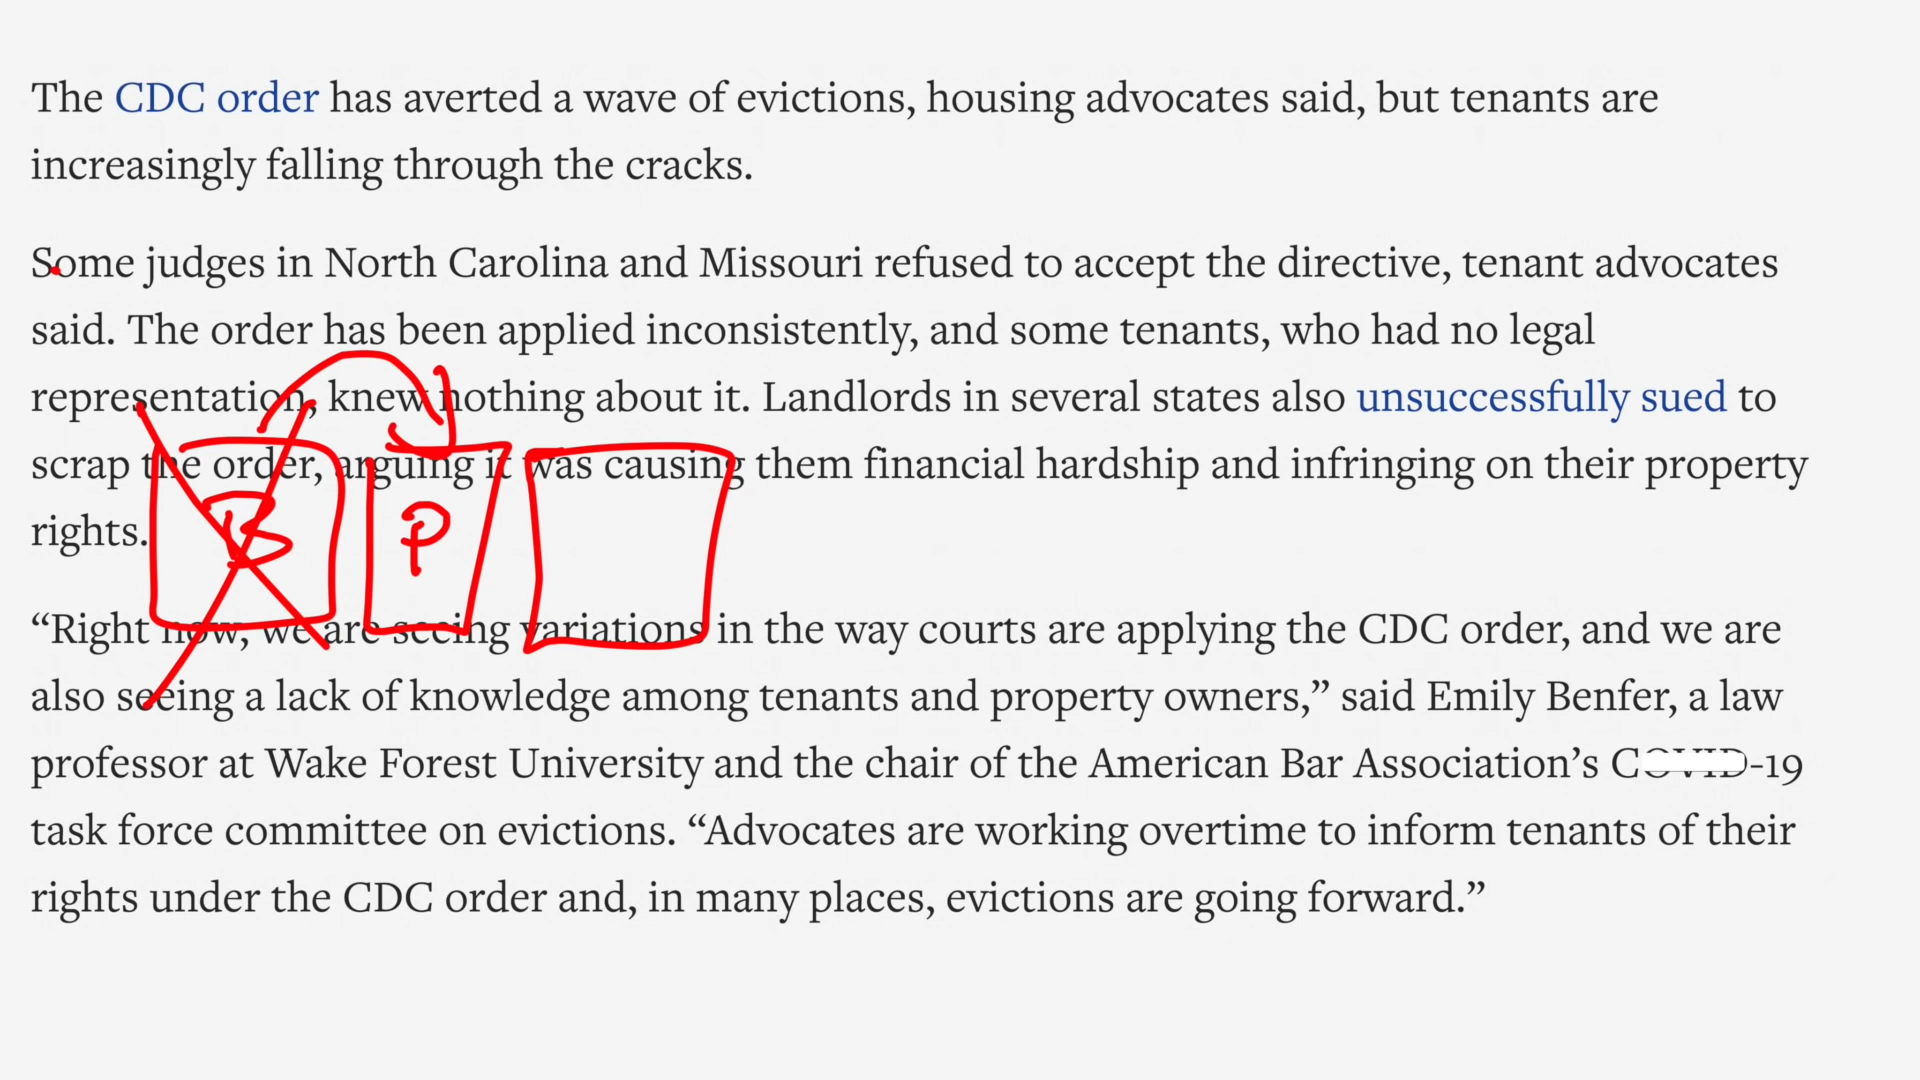 The CDC order has averted a wave of evictions, housing advocates said, but tenants are
increasingly falling through the cracks.
Some judges in North Carolina and Missouri refused to accept the directive, tenant advocates
said. The order has been applied inconsistently, and some tenants, who had no legal
representation, knew nothing about it. Landlords in several states also unsuccessfully sued to
scrap the order, arguing it was causing them financial hardship and infringing on their property
rights.
B P
“Right now, we are seeing variations in the way courts are applying the CDC order, and we are
also seeing a lack of knowledge among tenants and property owners,” said Emily Benfer, a law
professor at Wake Forest University and the chair of the American Bar Association’s COVID-19
task force committee on evictions. “Advocates are working overtime to inform tenants of their
rights under the CDC order and, in many places, evictions are going forward.”